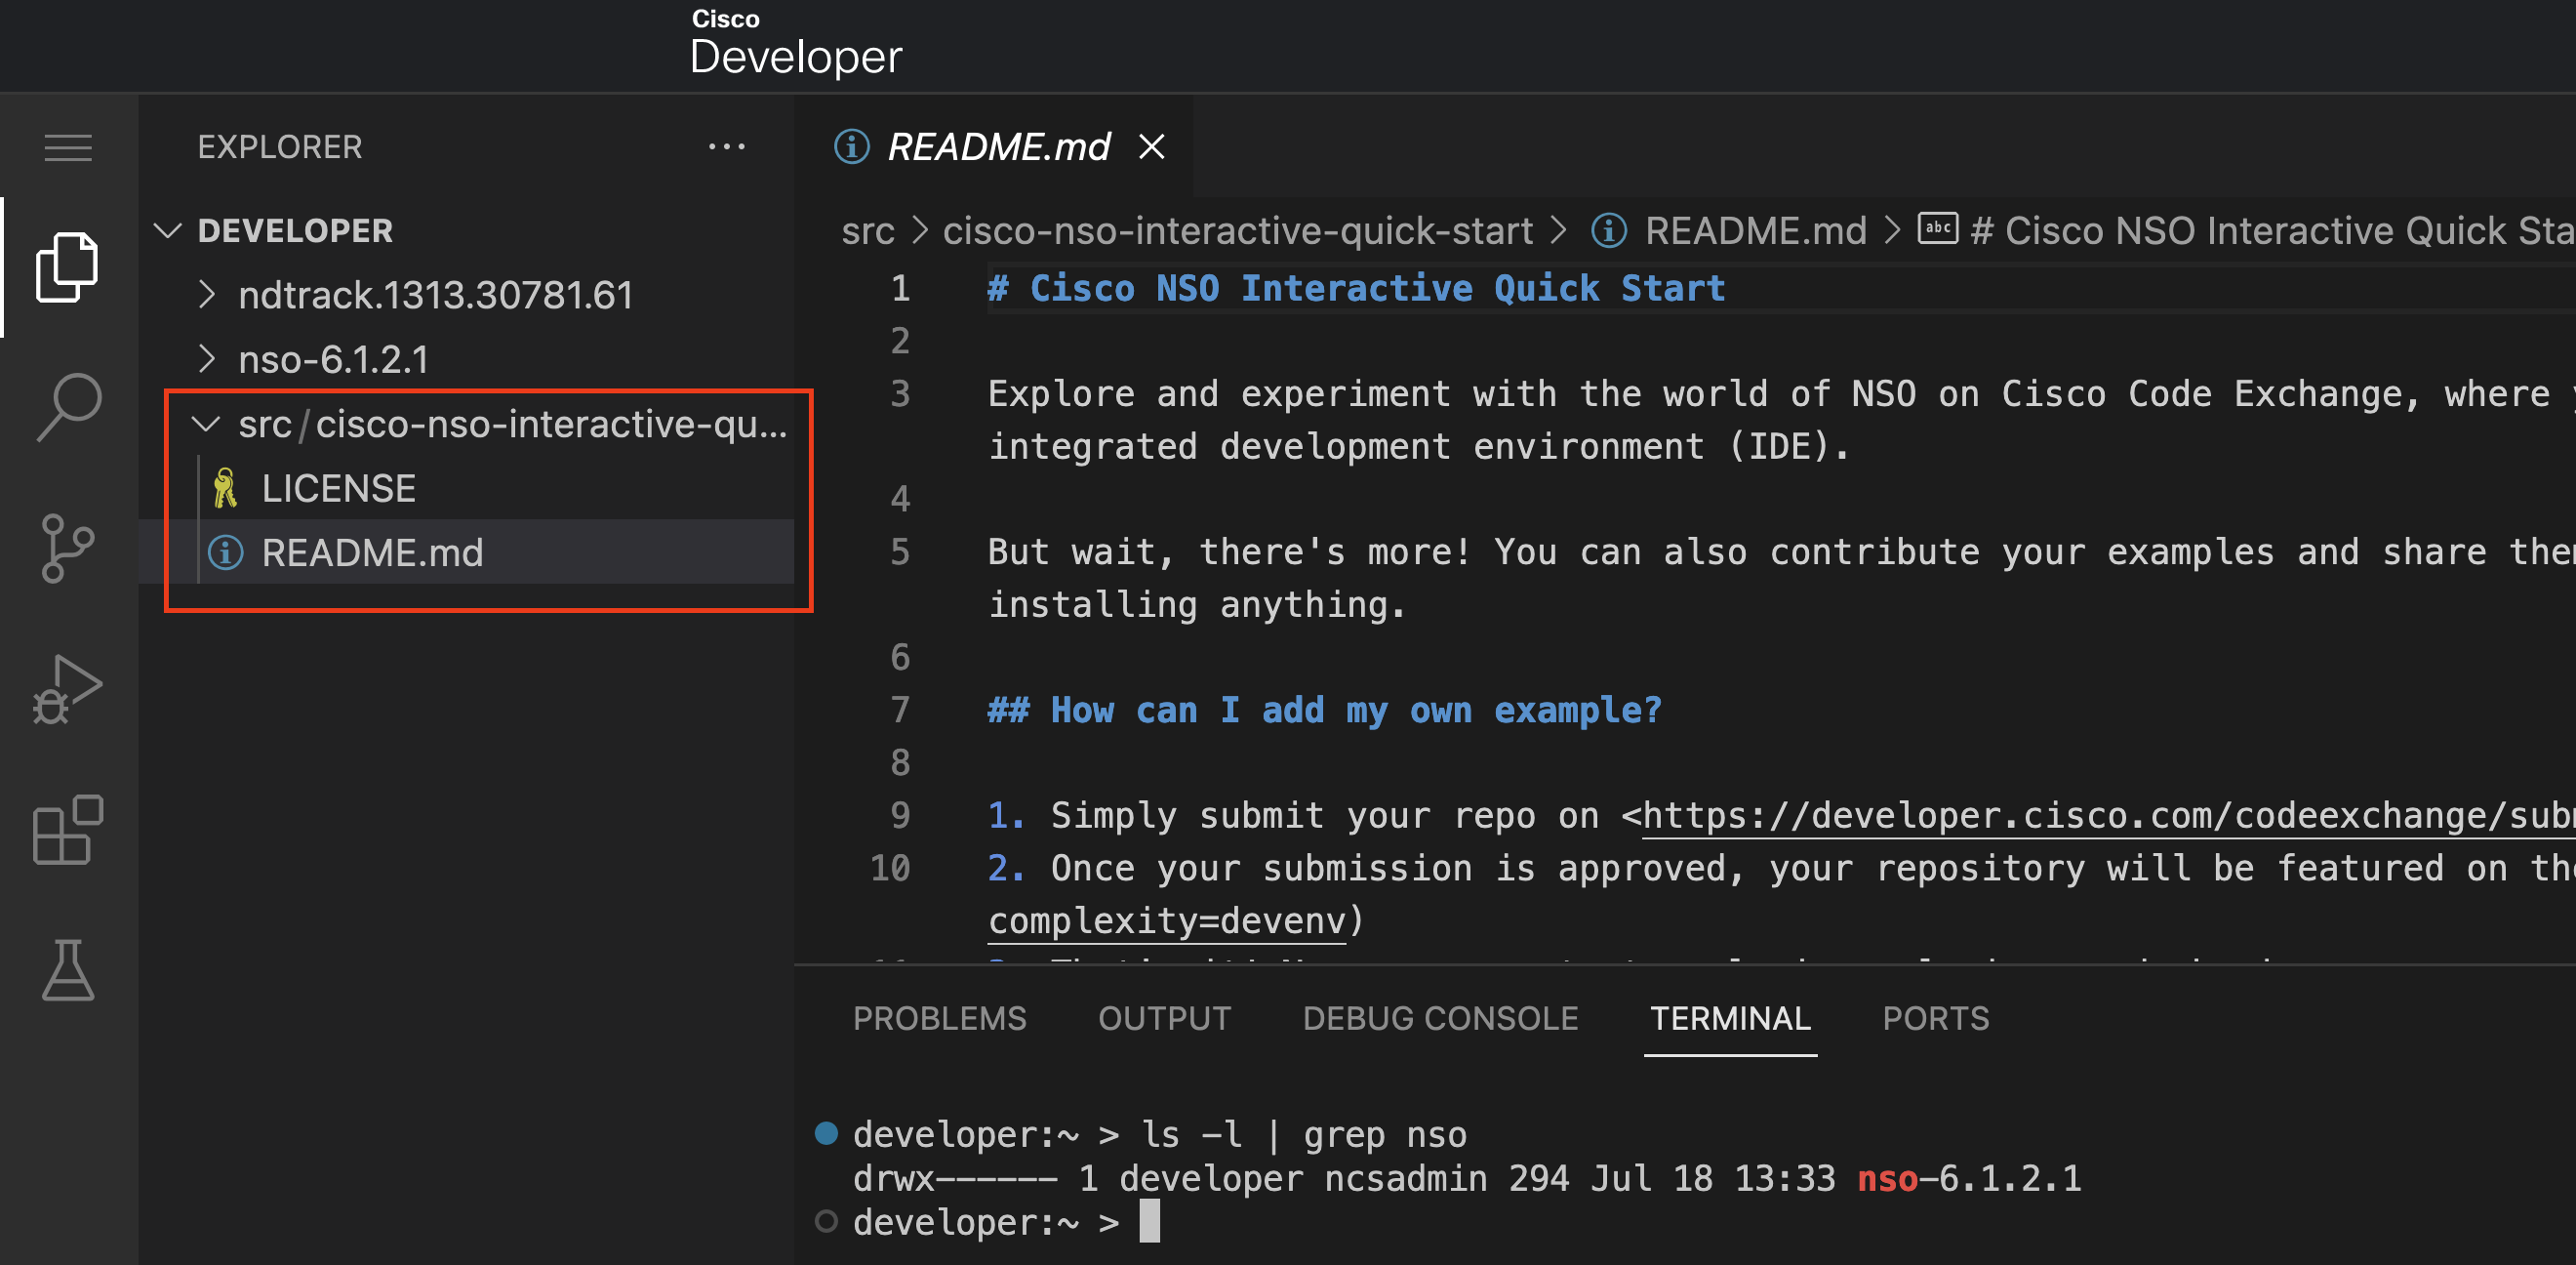 Cisco
Developer
EXPLORER
DEVELOPER
ndtrack.1313.30781.61
nso-6.1.2.1
src/cisco-nso-interactive-qu...
LICENSE
README.md
README.md
src > cisco-nso-interactive-quick-start > README.md > abc # Cisco NSO Interactive Quick Sta
1 # Cisco NSO Interactive Quick Start
2
3 Explore and experiment with the world of NSO on Cisco Code Exchange, where
integrated development environment (IDE).
4
5 But wait, there's more! You can also contribute your examples and share them
installing anything.
6
7 ## How can I add my own example?
8
9 1. Simply submit your repo on <https://developer.cisco.com/codeexchange/sub
10 2. Once your submission is approved, your repository will be featured on the
complexity=devenv)
PROBLEMS OUTPUT DEBUG CONSOLE TERMINAL PORTS
developer:~ > ls -l | grep nso
drwx------ 1 developer ncsadmin 294 Jul 18 13:33 nso-6.1.2.1
developer:~ >